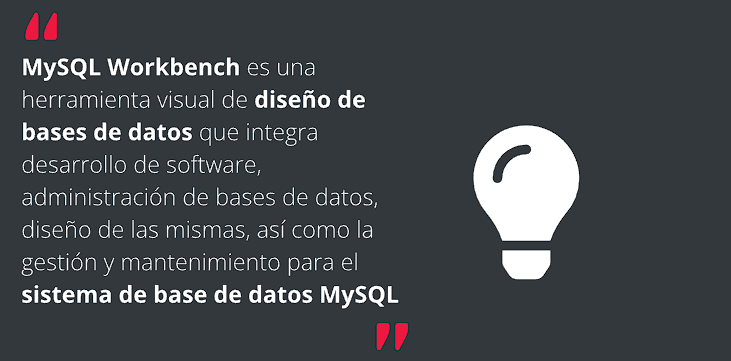 “
MySQL Workbench es una
herramienta visual de diseño de
bases de datos que integra
desarrollo de software,
administración de bases de datos,
diseño de las mismas, así como la
gestión y mantenimiento para el
sistema de base de datos MySQL
”